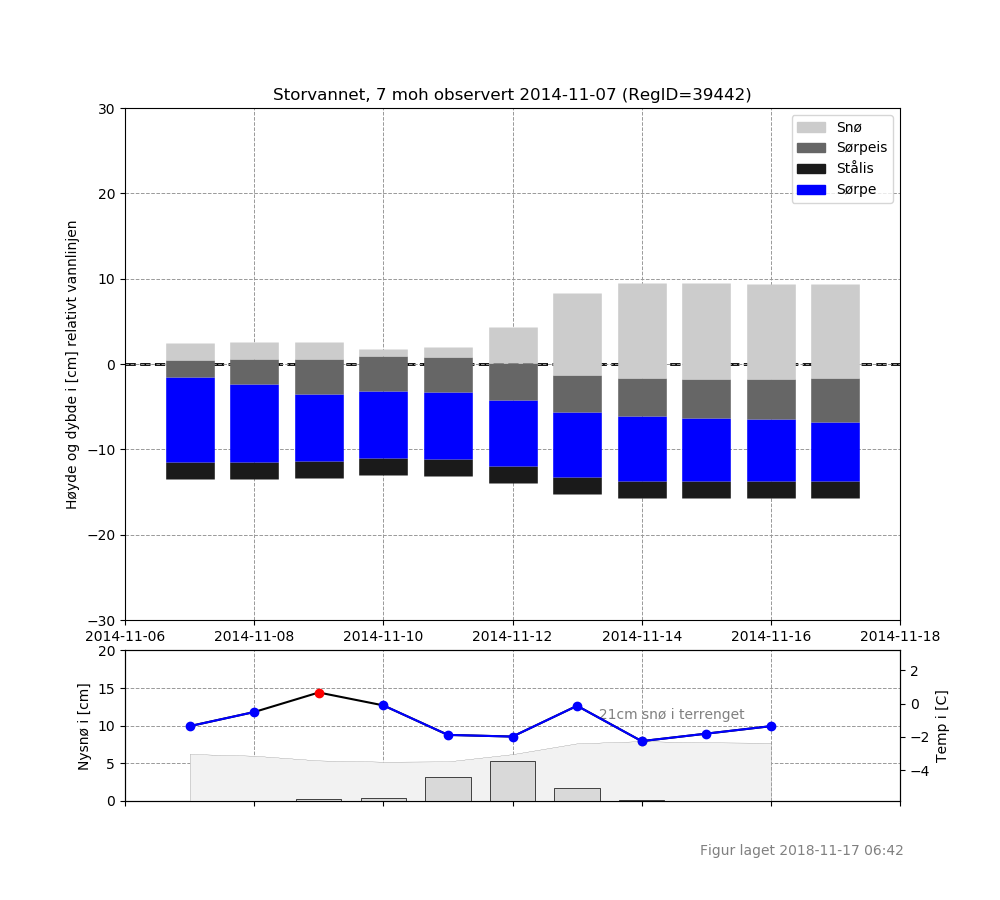 Storvannet, 7 moh observert 2014-11-07 (RegID=39442)
Høyde og dybde i [cm] relativt vannlinjen
30
20
10
0
−10
−20
−30
Snø
Sørpeis
Stålis
Sørpe
2014-11-06 2014-11-08 2014-11-10 2014-11-12 2014-11-14 2014-11-16 2014-11-18
Nysnø i [cm]
20
15
10
5
0
21cm snø i terrenget
2
0
−2
−4
Temp i [C]
Figur laget 2018-11-17 06:42